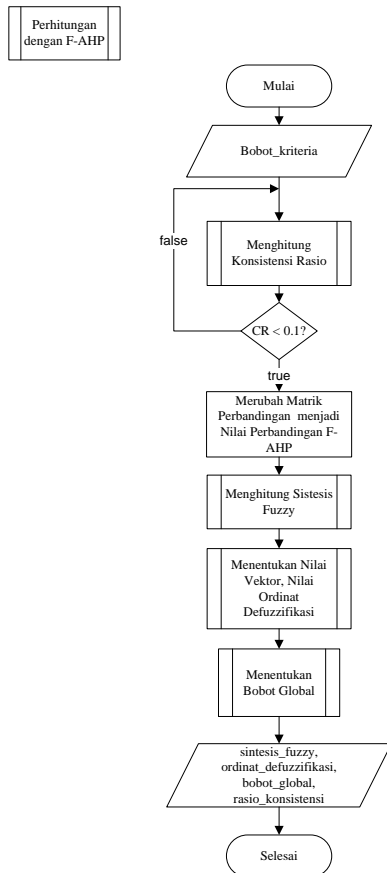 Perhitungan
dengan F-AHP
Mulai
Bobot_kriteria
false
Menghitung
Konsistensi Rasio
CR < 0.1?
true
Merubah Matrik
Perbandingan menjadi
Nilai Perbandingan F-
AHP
Menghitung Sistesis
Fuzzy
Menentukan Nilai
Vektor, Nilai
Ordinat
Defuzzifikasi
Menentukan
Bobot Global
sintesis_fuzzy,
ordinat_defuzzifikasi,
bobot_global,
rasio_konsistensi
Selesai